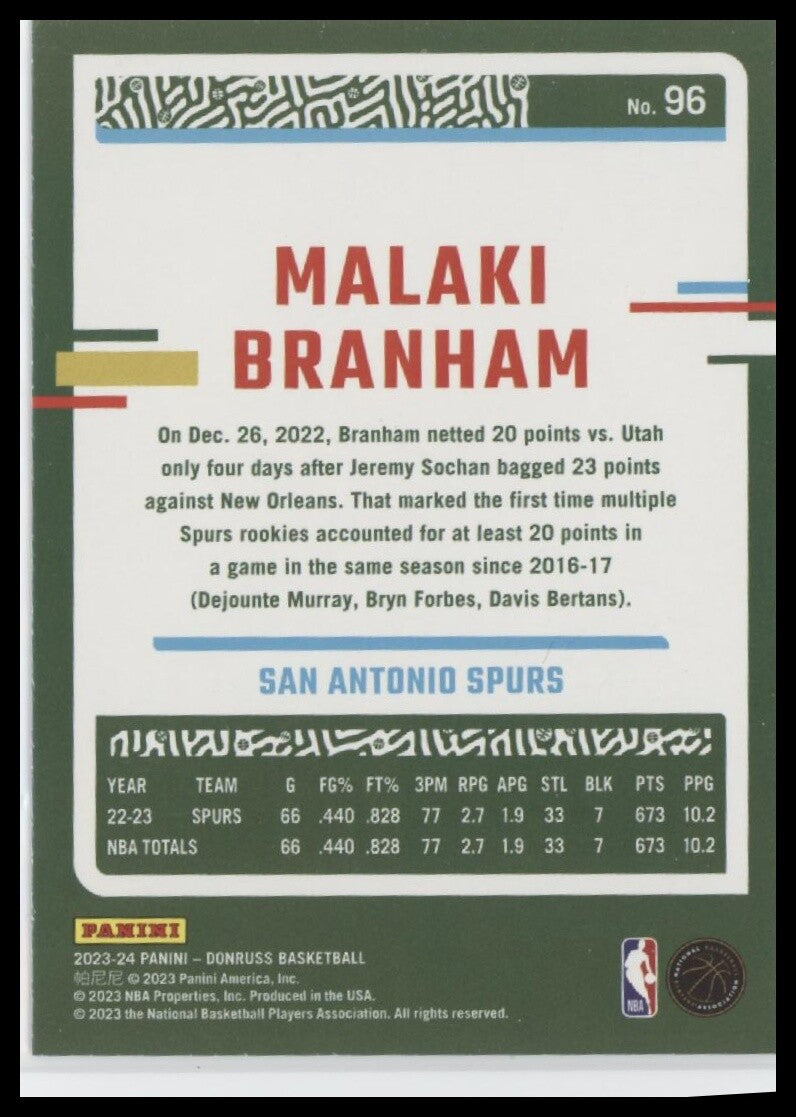 No. 96
MALAKI
BRANHAM
On Dec. 26, 2022, Branham netted 20 points vs. Utah
only four days after Jeremy Sochan bagged 23 points
against New Orleans. That marked the first time multiple
Spurs rookies accounted for at least 20 points in
a game in the same season since 2016-17
(Dejounte Murray, Bryn Forbes, Davis Bertans).
SAN ANTONIO SPURS
YEAR TEAM G FG% FT% 3PM RPG APG STL BLK PTS PPG
22-23 SPURS 66 .440 .828 77 2.7 1.9 33 7 673 10.2
NBA TOTALS 66 .440 .828 77 2.7 1.9 33 7 673 10.2
PANINI
2023-24 PANINI – DONRUSS BASKETBALL
帕尼尼 © 2023 Panini America, Inc.
© 2023 NBA Properties, Inc. Produced in the USA.
© 2023 the National Basketball Players Association. All rights reserved.
NBA
NATIONAL BASKETBALL PLAYERS ASSOCIATION